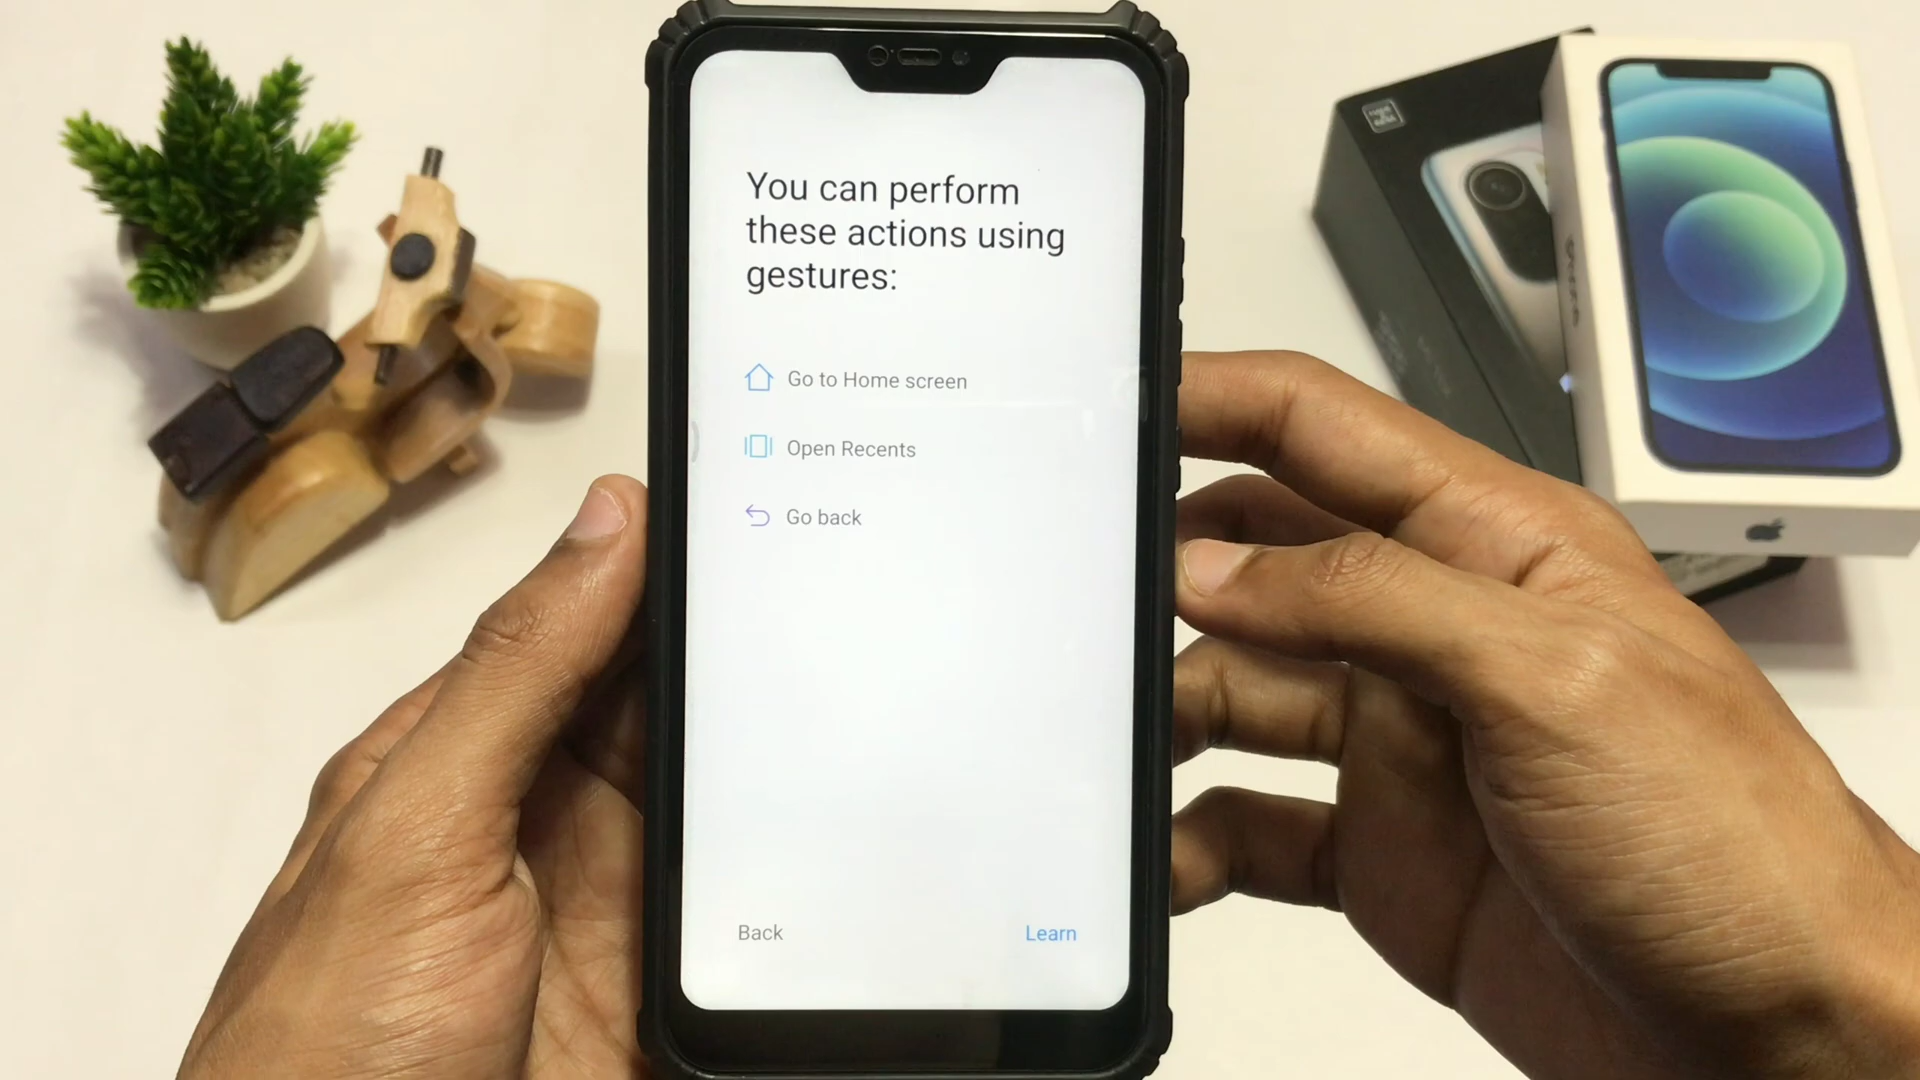 You can perform
these actions using
gestures:
Go to Home screen
Open Recents
Go back
Back
Learn